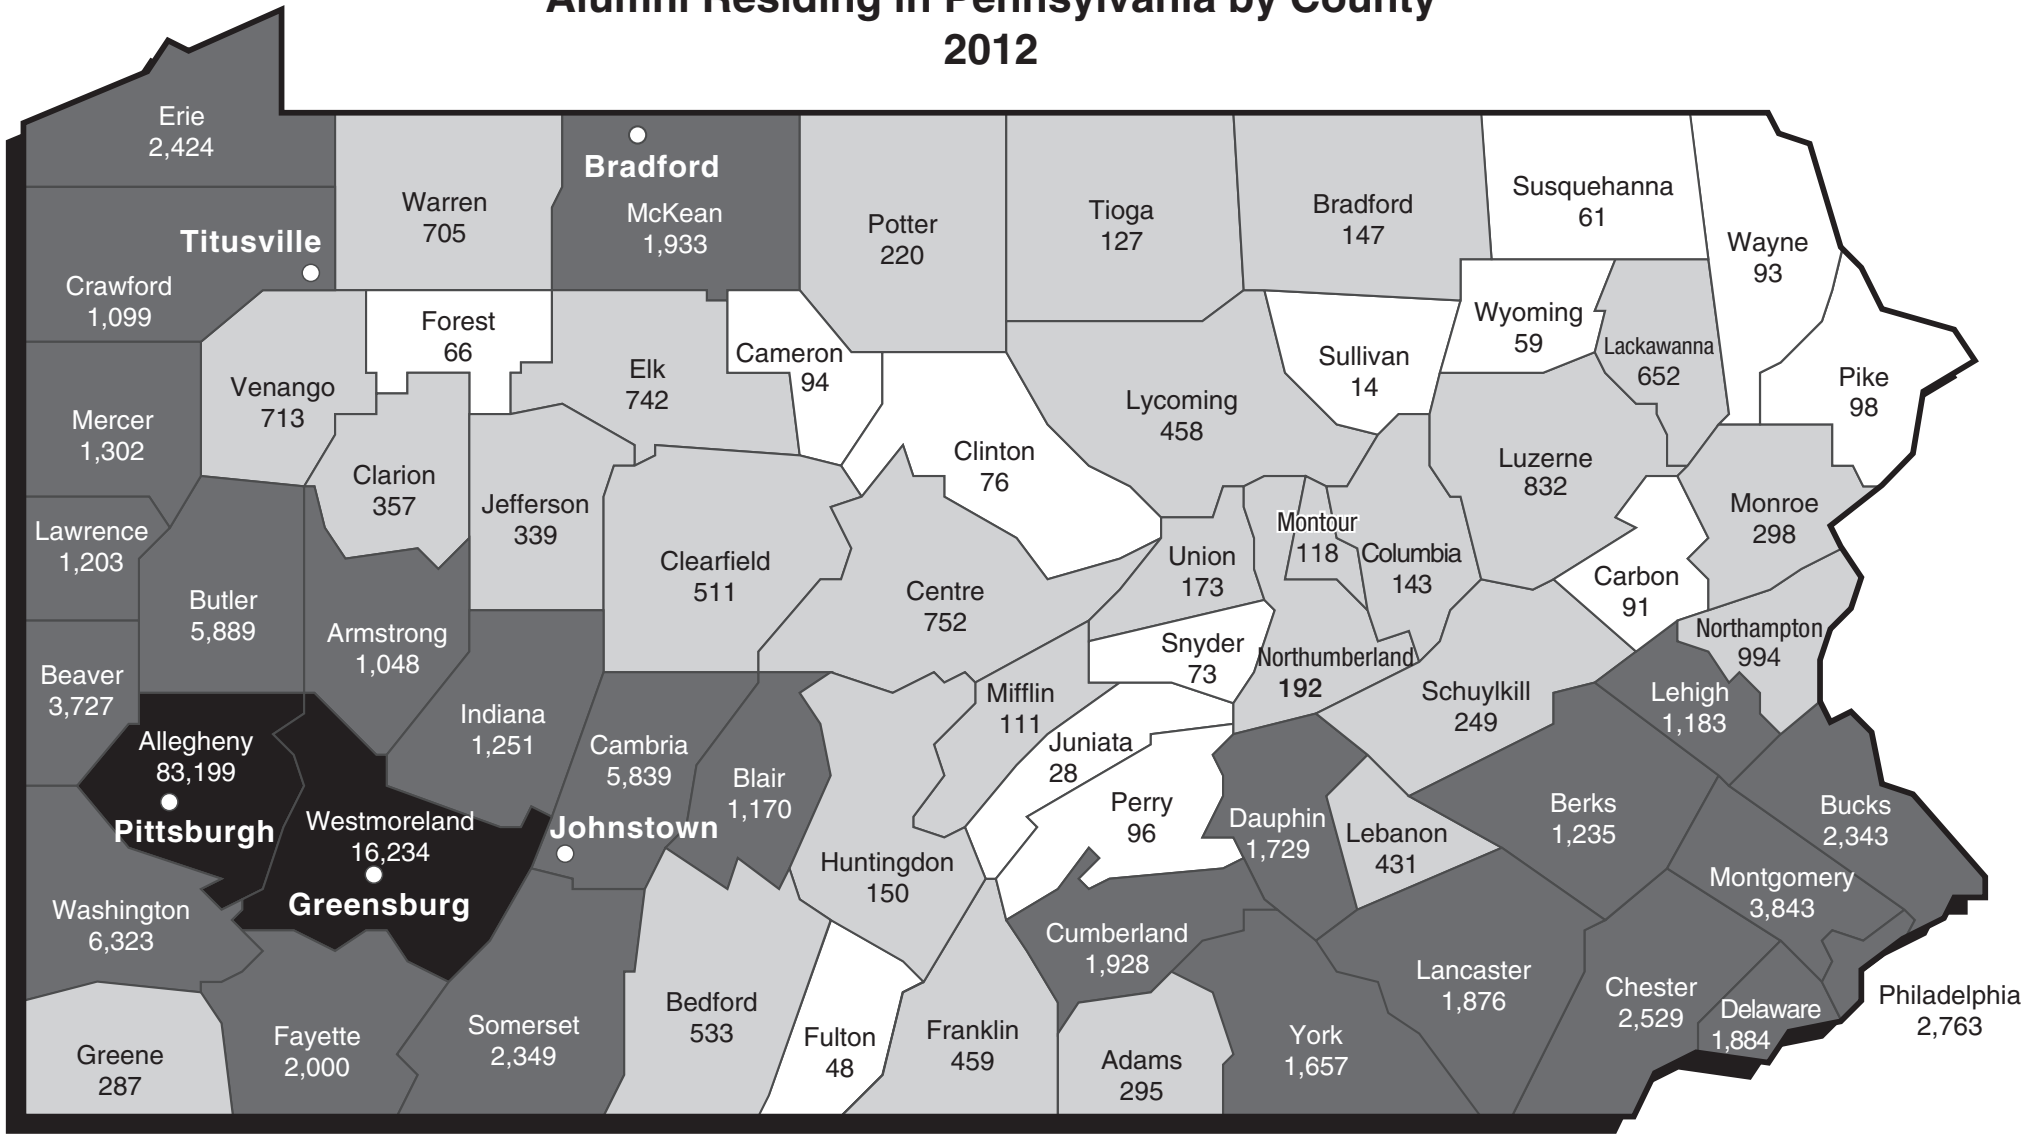 Alumni Residing in Pennsylvania by County
2012
Erie
2,424
Warren
705
Bradford
McKean
1,933
Potter
220
Tioga
127
Bradford
147
Susquehanna
61
Wayne
93
Titusville
Crawford
1,099
Forest
66
Elk
742
Cameron
94
Sullivan
14
Wyoming
59
Lackawanna
652
Pike
98
Mercer
1,302
Venango
713
Clarion
357
Jefferson
339
Clinton
76
Lycoming
458
Luzerne
832
Monroe
298
Lawrence
1,203
Butler
5,889
Armstrong
1,048
Clearfield
511
Centre
752
Union
173
Montour
118
Columbia
143
Carbon
91
Northampton
994
Beaver
3,727
Indiana
1,251
Snyder
73
Northumberland
192
Mifflin
111
Schuylkill
249
Lehigh
1,183
Allegheny
83,199
Pittsburgh
Westmoreland
16,234
Greensburg
Cambria
5,839
Johnstown
Blair
1,170
Juniata
28
Perry
96
Dauphin
1,729
Lebanon
431
Berks
1,235
Bucks
2,343
Huntingdon
150
Montgomery
3,843
Washington
6,323
Cumberland
1,928
Lancaster
1,876
Chester
2,529
Delaware
1,884
Philadelphia
2,763
Greene
287
Fayette
2,000
Somerset
2,349
Bedford
533
Fulton
48
Franklin
459
Adams
295
York
1,657